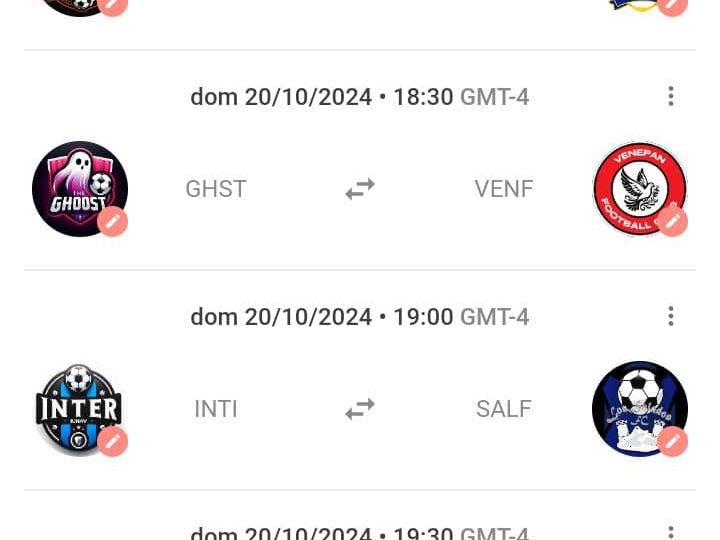 dom 20/10/2024 • 18:30 GMT-4
THE
GHOOST
GHST
VENF
VENEPAN
FOOTBALL
dom 20/10/2024 • 19:00 GMT-4
INTER
INTI
SALF
FC
dom 20/10/2024 • 19:30 GMT-4